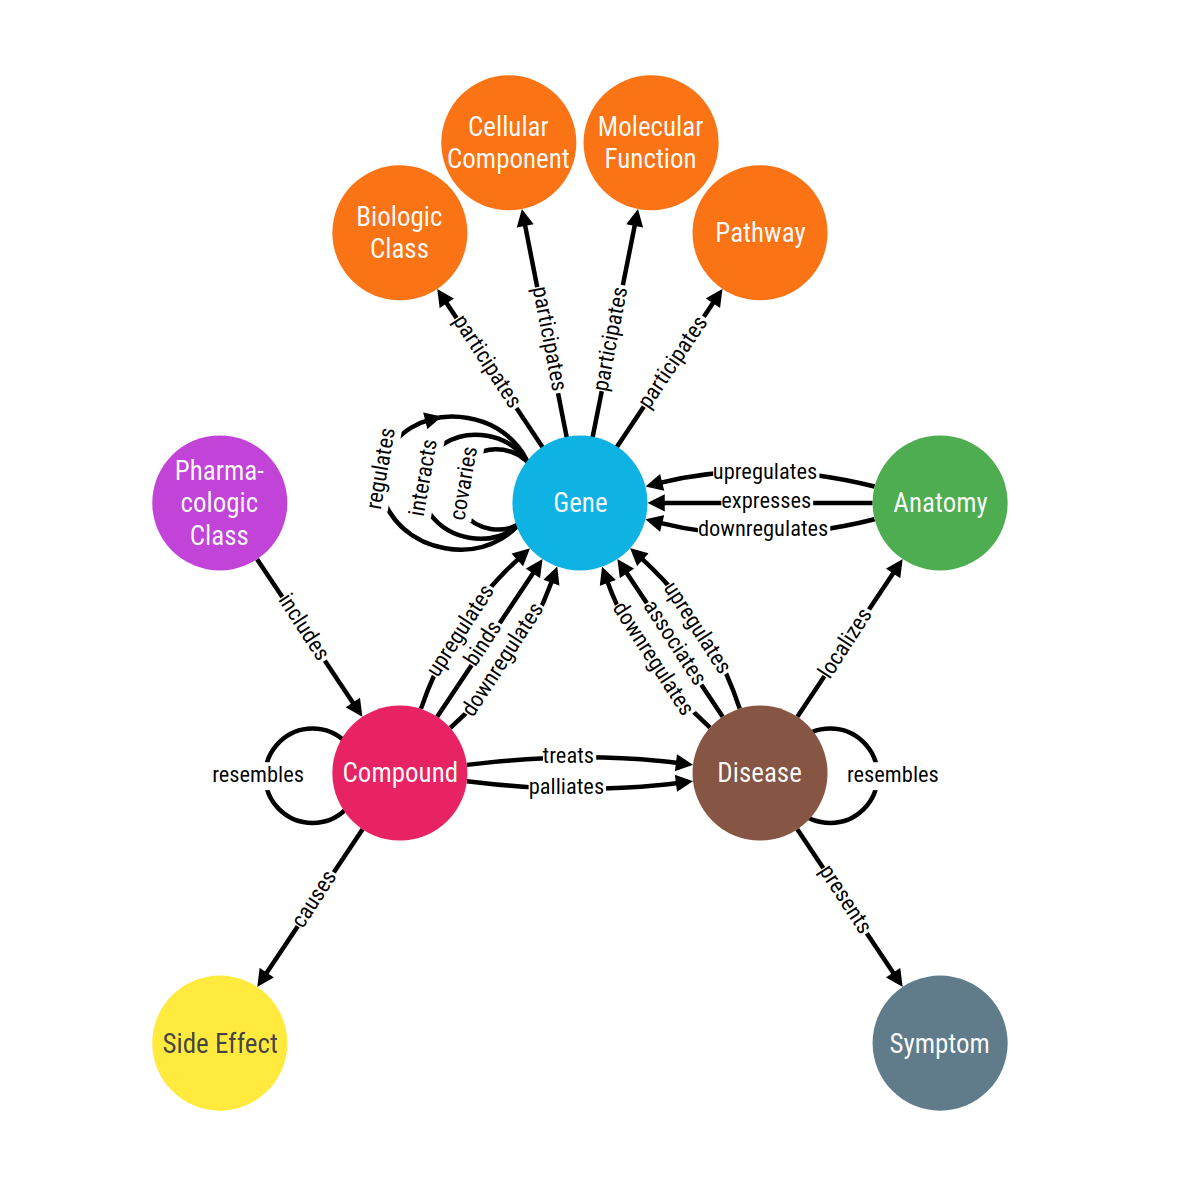 Cellular
Component
Molecular
Function
Biologic
Class
Pathway
participates
participates
participates
participates
regulates
interacts
covaries
Pharma-
cologic
Class
Gene
upregulates
expresses
downregulates
Anatomy
includes
upregulates
binds
downregulates
downregulates
associates
upregulates
localizes
resembles
Compound
treats
palliates
Disease
resembles
causes
presents
Side Effect
Symptom